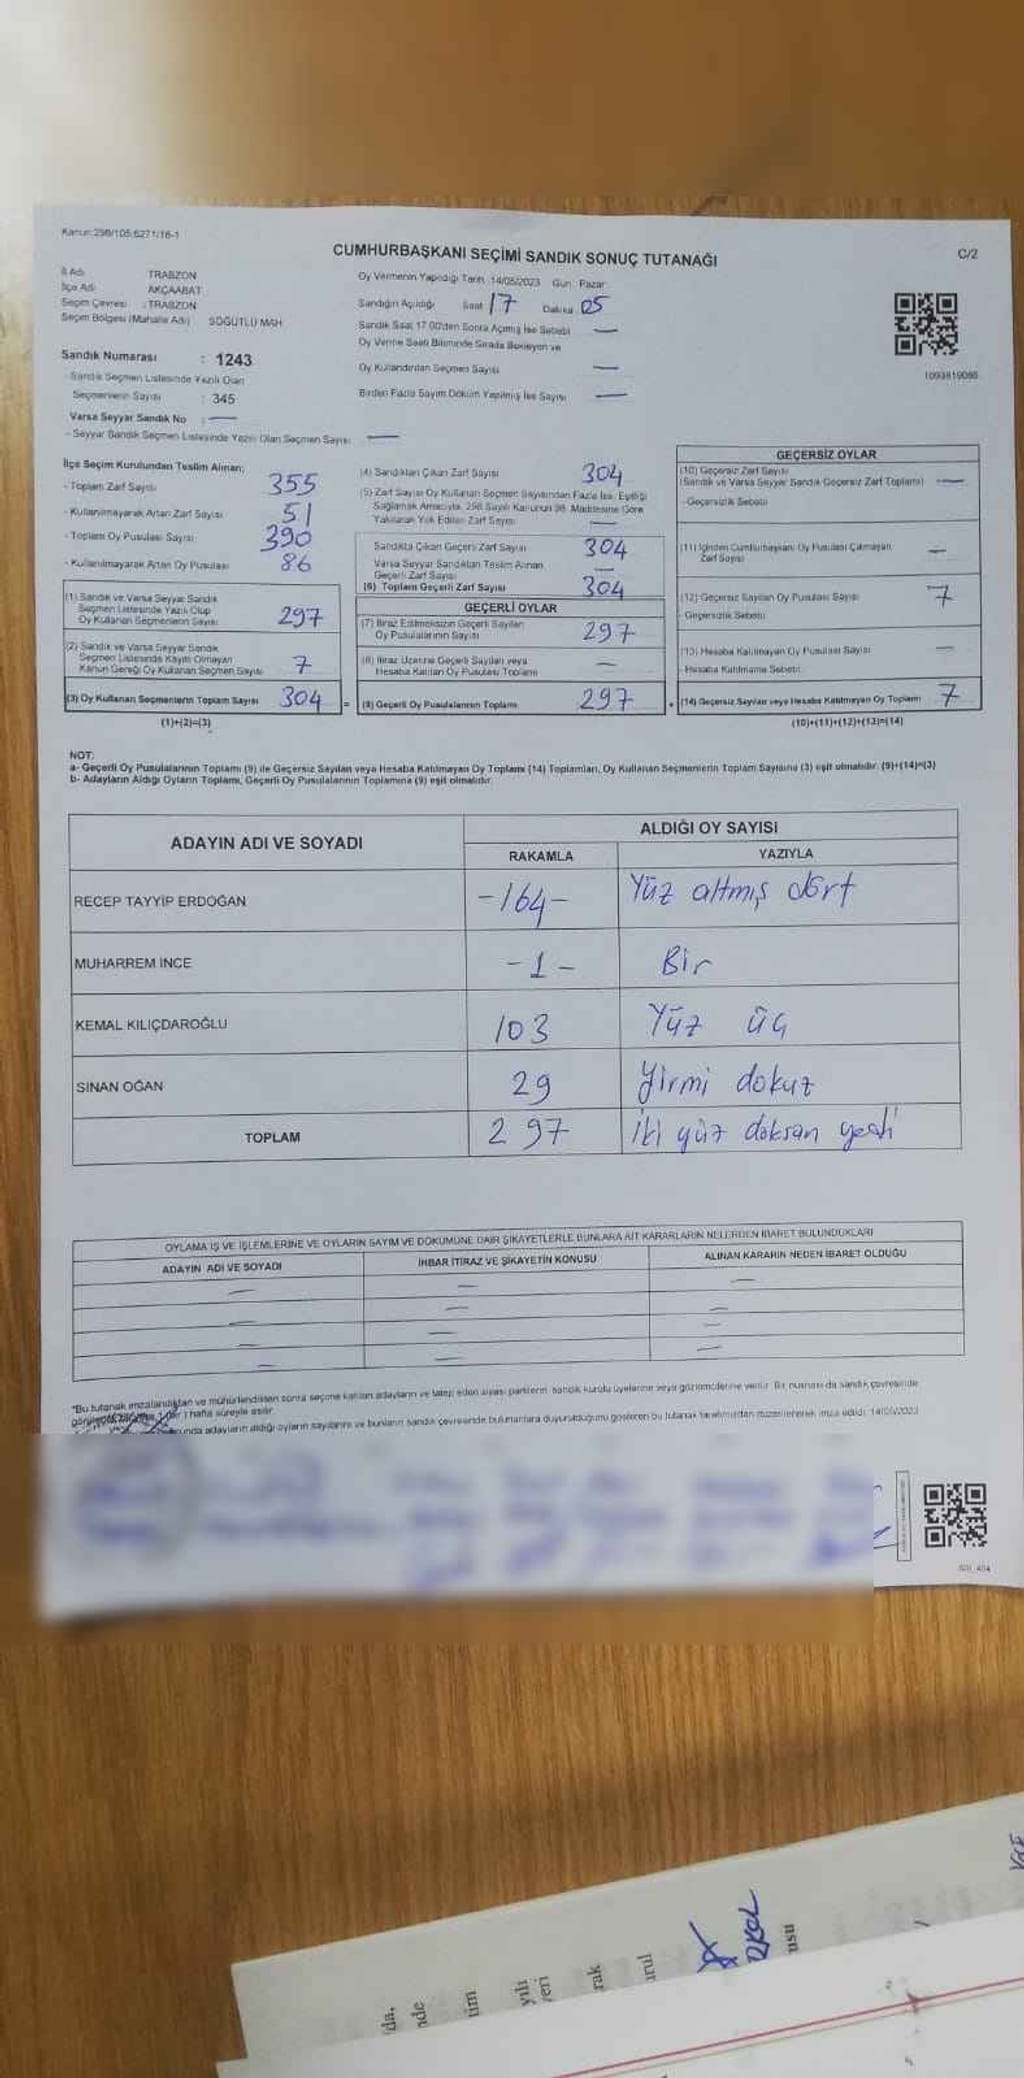 Kanun:298/105,6271/16-1
CUMHURBAŞKANI SEÇİMİ SANDIK SONUÇ TUTANAĞI
C/2
İl Adı TRABZON
İlçe Adı AKÇAABAT
Seçim Çevresi : TRABZON
Seçim Bölgesi (Mahalle Adı) SÖĞÜTLÜ MAH
Oy Vermenin Yapıldığı Tarih 14/05/2023 Gün : Pazar
Sandığın Açıldığı Saat 17 Dakika 05
Sandık Saat 17:00'den Sonra Açılmış İse Sebebi —
Oy Verme Saati Bitiminde Sırada Bekleyen ve
Oy Kullandırılan Seçmen Sayısı —
Birden Fazla Sayım Döküm Yapılmış İse Sayısı —
Sandık Numarası : 1243
- Sandık Seçmen Listesinde Yazılı Olan
Seçmenlerin Sayısı : 345
Varsa Seyyar Sandık No : —
- Seyyar Sandık Seçmen Listesinde Yazılı Olan Seçmen Sayısı —
İlçe Seçim Kurulundan Teslim Alınan;
- Toplam Zarf Sayısı 355
- Kullanılmayarak Artan Zarf Sayısı 51
- Toplam Oy Pusulası Sayısı 390
- Kullanılmayarak Artan Oy Pusulası 86
(1) Sandık ve Varsa Seyyar Sandık
Seçmen Listesinde Yazılı Olup
Oy Kullanan Seçmenlerin Sayısı 297
(2) Sandık ve Varsa Seyyar Sandık
Seçmen Listesinde Kayıtlı Olmayan
Kanun Gereği Oy Kullanan Seçmen Sayısı 7
(3) Oy Kullanan Seçmenlerin Toplam Sayısı 304 =
(1)+(2)=(3)
(4) Sandıktan Çıkan Zarf Sayısı 304
(5) Zarf Sayısı Oy Kullanan Seçmen Sayısından Fazla İse, Eşitliği
Sağlamak Amacıyla, 298 Sayılı Kanunun 98. Maddesine Göre
Yakılarak Yok Edilen Zarf Sayısı —
Sandıkta Çıkan Geçerli Zarf Sayısı 304
Varsa Seyyar Sandıktan Teslim Alınan
Geçerli Zarf Sayısı —
(6) Toplam Geçerli Zarf Sayısı 304
GEÇERLİ OYLAR
(7) İtiraz Edilmeksizin Geçerli Sayılan
Oy Pusulalarının Sayısı 297
(8) İtiraz Üzerine Geçerli Sayılan veya
Hesaba Katılan Oy Pusulası Toplamı —
(9) Geçerli Oy Pusulalarının Toplamı 297 +
1093819086
GEÇERSİZ OYLAR
(10) Geçersiz Zarf Sayısı
(Sandık ve Varsa Seyyar Sandık Geçersiz Zarf Toplamı) —
- Geçersizlik Sebebi:
(11) İçinden Cumhurbaşkanı Oy Pusulası Çıkmayan
Zarf Sayısı —
(12) Geçersiz Sayılan Oy Pusulası Sayısı 7
Geçersizlik Sebebi:
(13) Hesaba Katılmayan Oy Pusulası Sayısı —
- Hesaba Katılmama Sebebi:
(14) Geçersiz Sayılan veya Hesaba Katılmayan Oy Toplamı 7
(10)+(11)+(12)+(13)=(14)
NOT:
a- Geçerli Oy Pusulalarının Toplamı (9) ile Geçersiz Sayılan veya Hesaba Katılmayan Oy Toplamı (14) Toplamları, Oy Kullanan Seçmenlerin Toplam Sayısına (3) eşit olmalıdır. (9)+(14)=(3)
b- Adayların Aldığı Oyların Toplamı, Geçerli Oy Pusulalarının Toplamına (9) eşit olmalıdır.
ADAYIN ADI VE SOYADI
ALDIĞI OY SAYISI
RAKAMLA YAZIYLA
RECEP TAYYİP ERDOĞAN -164- Yüz altmış dört
MUHARREM İNCE -1- Bir
KEMAL KILIÇDAROĞLU 103 Yüz üç
SİNAN OĞAN 29 Yirmi dokuz
TOPLAM 297 İki yüz doksan yedi
OYLAMA İŞ VE İŞLEMLERİNE VE OYLARIN SAYIM VE DÖKÜMÜNE DAİR ŞİKAYETLERLE BUNLARA AİT KARARLARIN NELERDEN İBARET BULUNDUKLARI
ADAYIN ADI VE SOYADI İHBAR İTİRAZ VE ŞİKAYETİN KONUSU ALINAN KARARIN NEDEN İBARET OLDUĞU
— — —
— — —
— — —
— — —
*Bu tutanak imzalandıktan ve mühürlendikten sonra seçime katılan adayların ve talep eden siyasi partilerin sandık kurulu üyelerine veya gözlemcilerine verilir. Bir nüshası da sandık çevresinde
1 hafta süreyle asılır.
adayların aldığı oyların sayılarını ve bunların sandık çevresinde bulunanlara duyurulduğunu gösteren bu tutanak tarafımızdan düzenlenerek imza edildi. 14/05/2023
da,
nde
tim
yılı
veri
rak
urul
usu